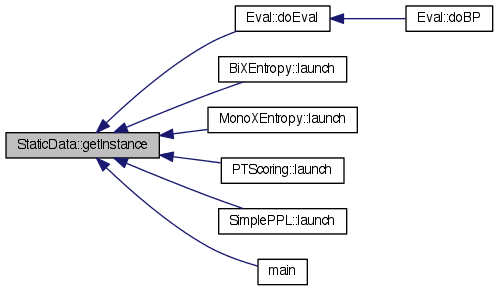 Eval::doEval
Eval::doBP
BiXEntropy::launch
MonoXEntropy::launch
StaticData::getInstance
PTScoring::launch
SimplePPL::launch
main